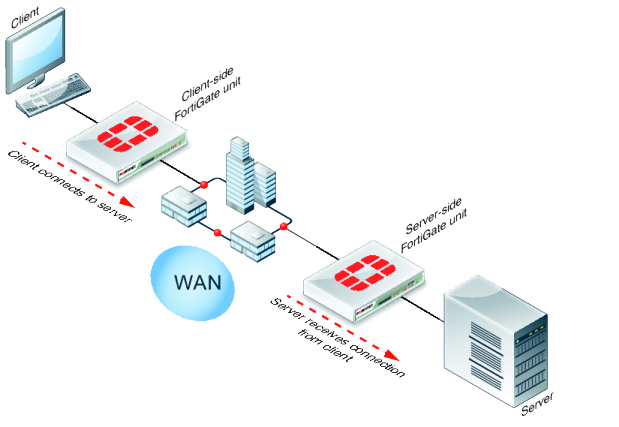 Client
Client-side
FortiGate unit
Client connects to server
WAN
Server-side
FortiGate unit
Server receives connection
from client
Server